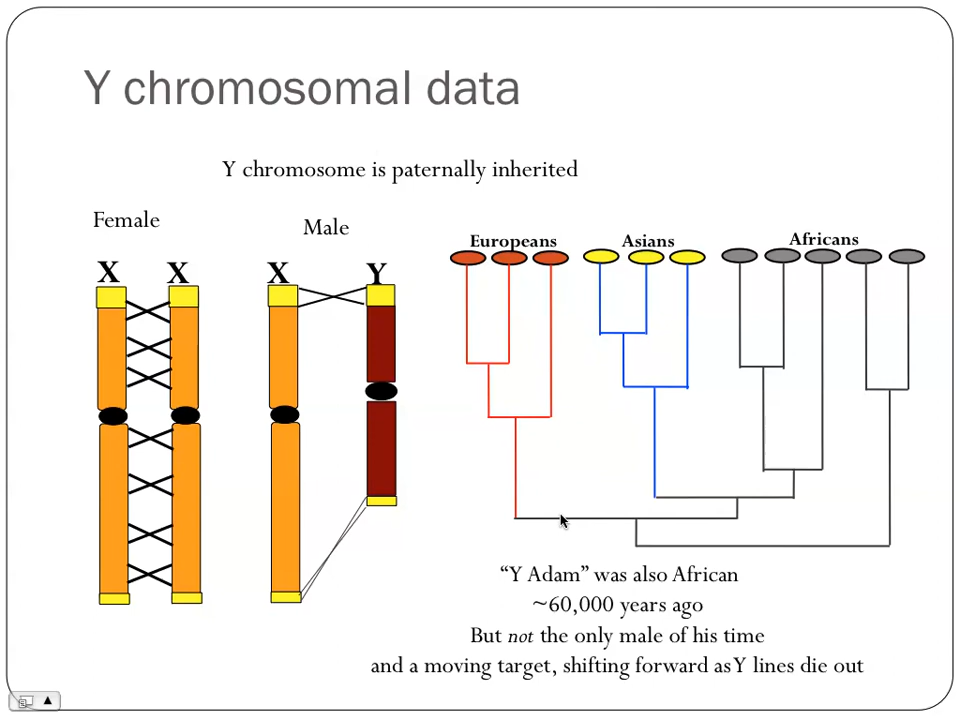 Y chromosomal data
Y chromosome is paternally inherited
Female
Male
X X X Y
Europeans Asians Africans
“Y Adam” was also African
~60,000 years ago
But not the only male of his time
and a moving target, shifting forward as Y lines die out